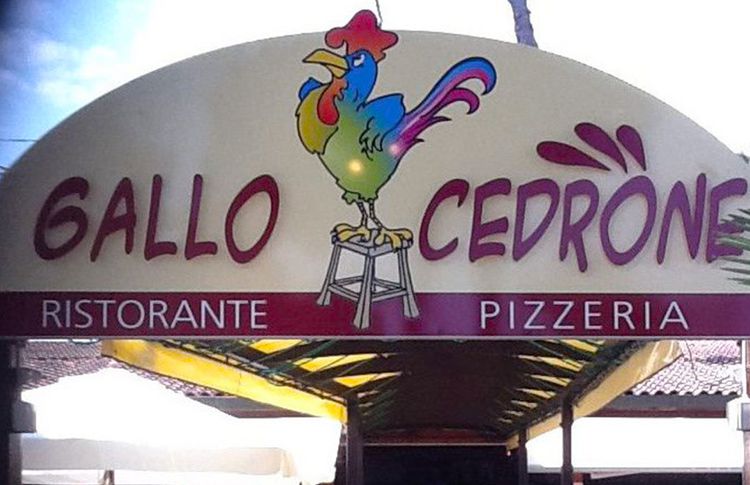 GALLO CEDRONE
RISTORANTE PIZZERIA